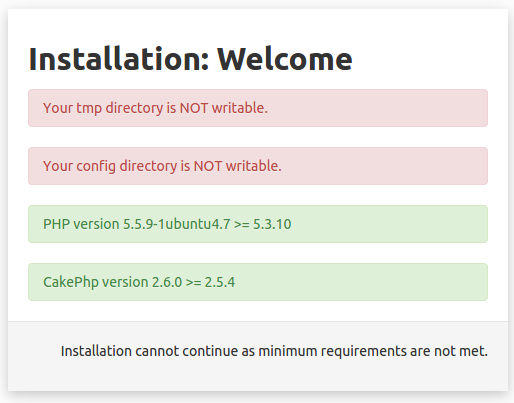 Installation: Welcome
Your tmp directory is NOT writable.
Your config directory is NOT writable.
PHP version 5.5.9-1ubuntu4.7 >= 5.3.10
CakePhp version 2.6.0 >= 2.5.4
Installation cannot continue as minimum requirements are not met.